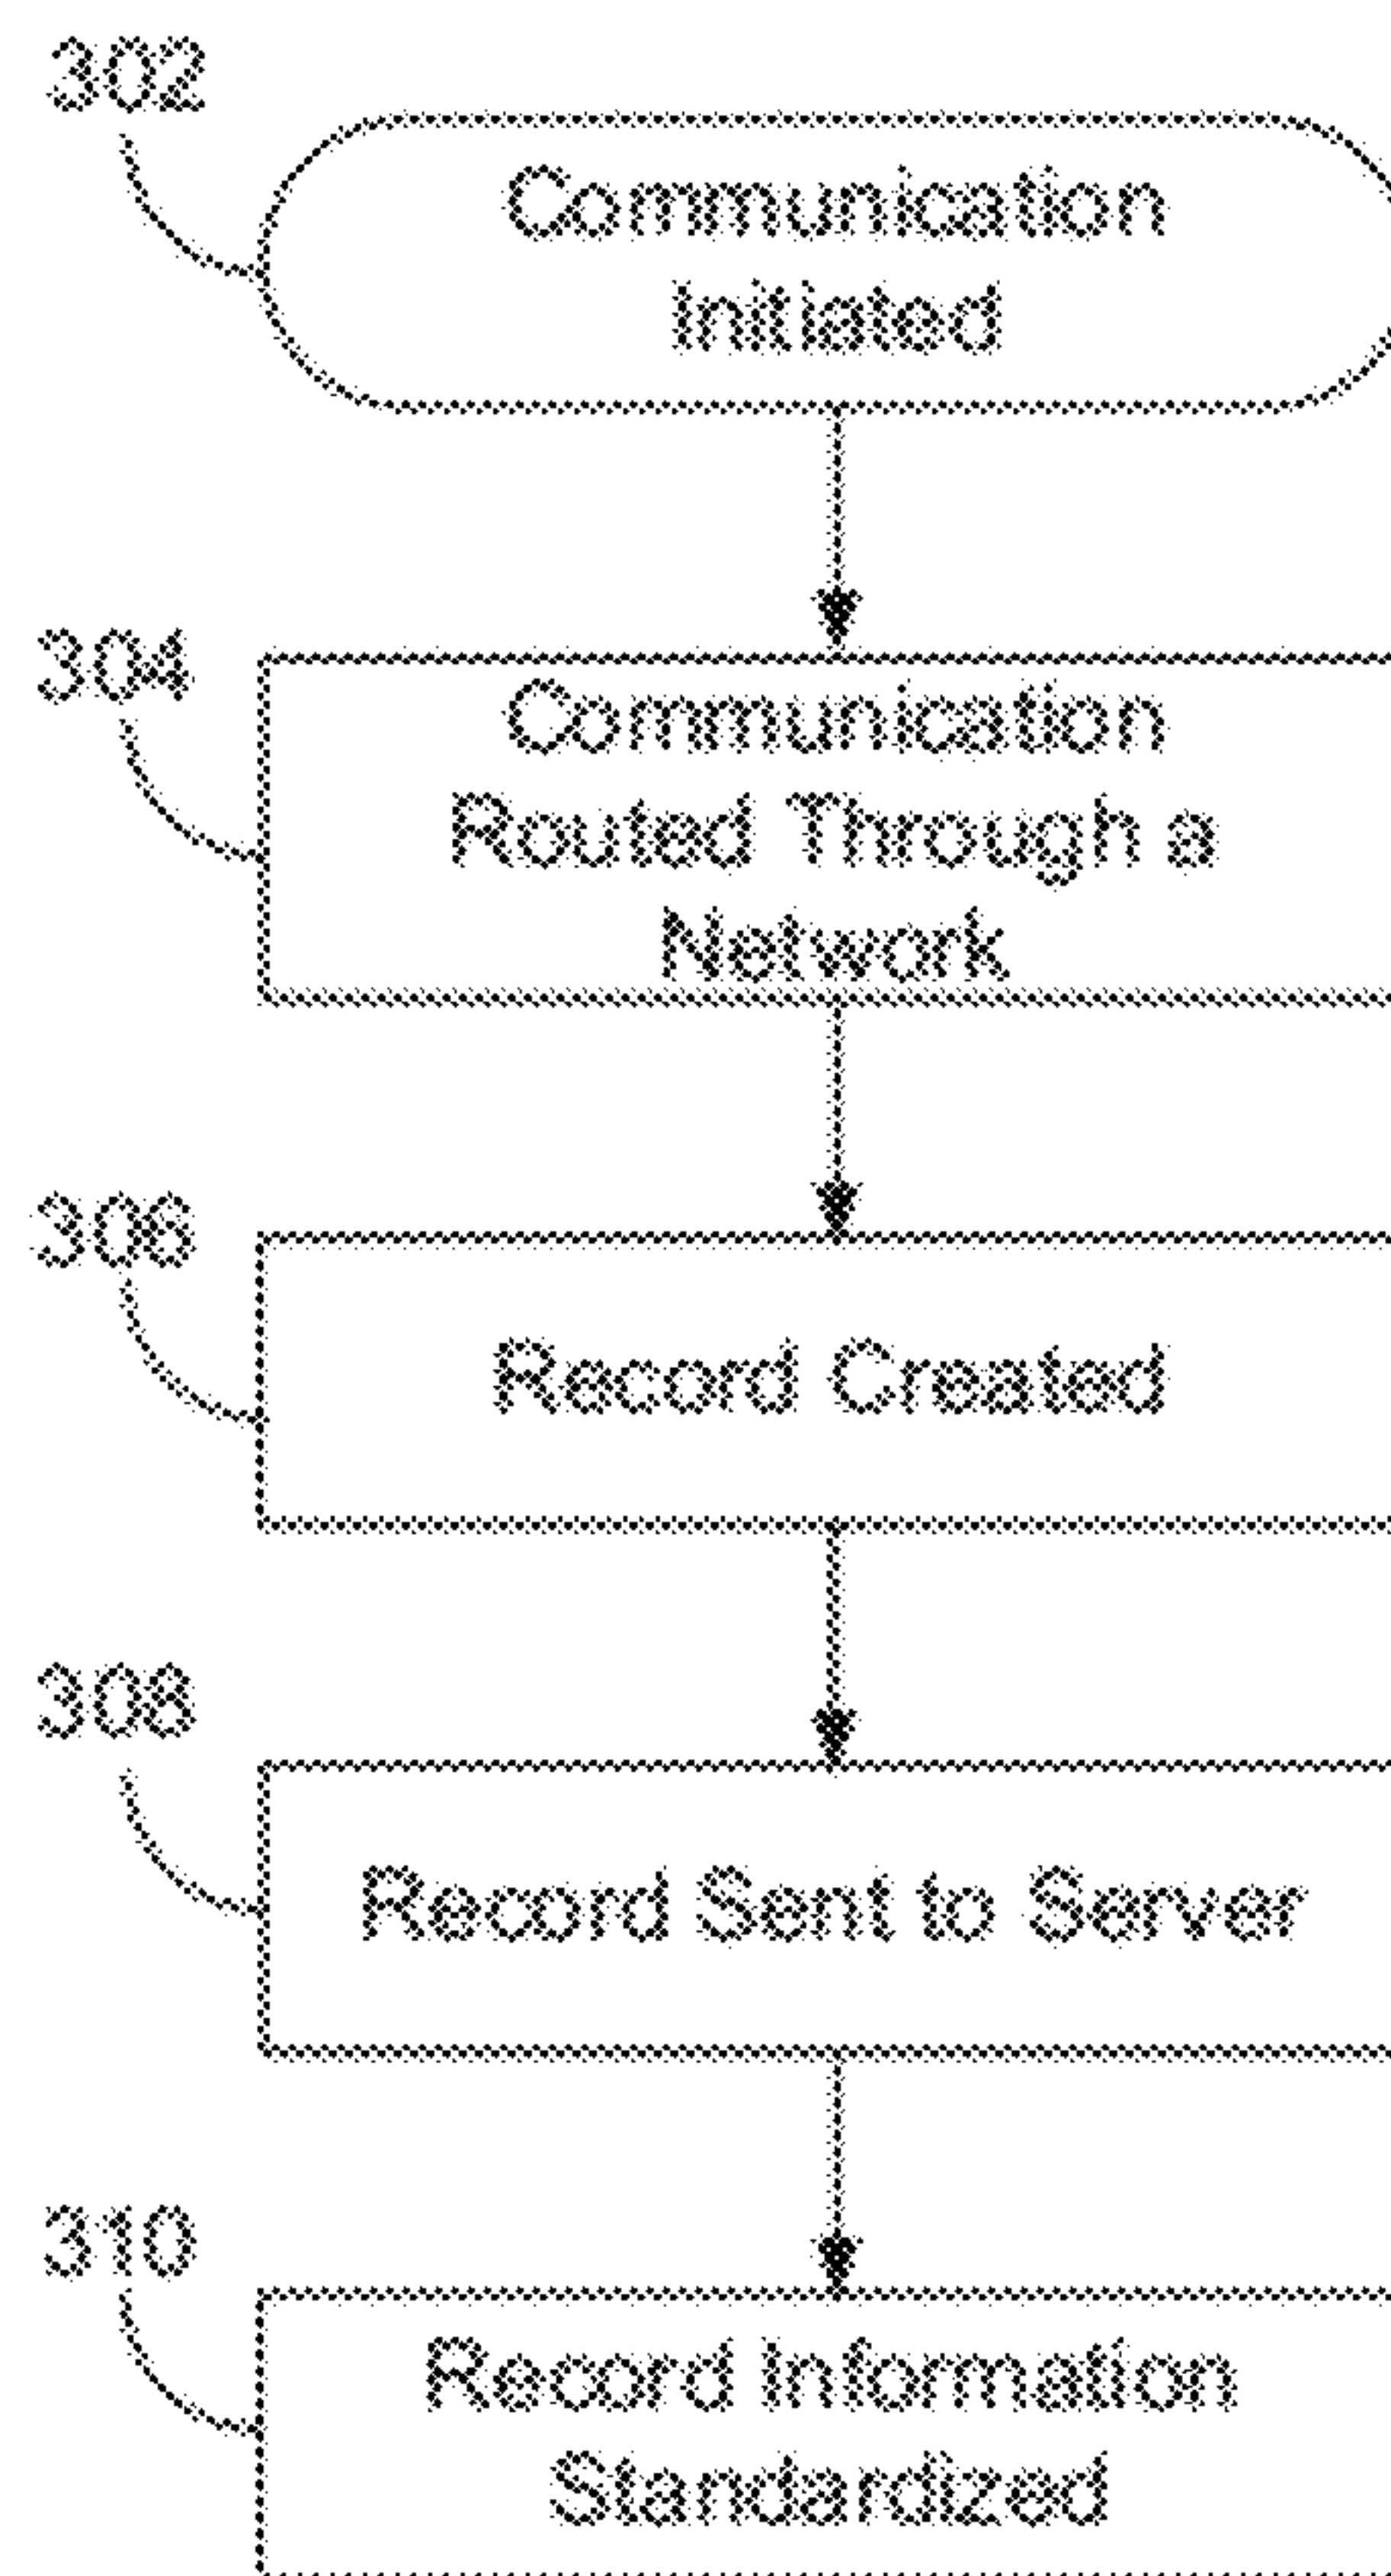 302
Communication
Initiated
304
Communication
Routed Through a
Network
306
Record Created
308
Record Sent to Server
310
Record Information
Standardized